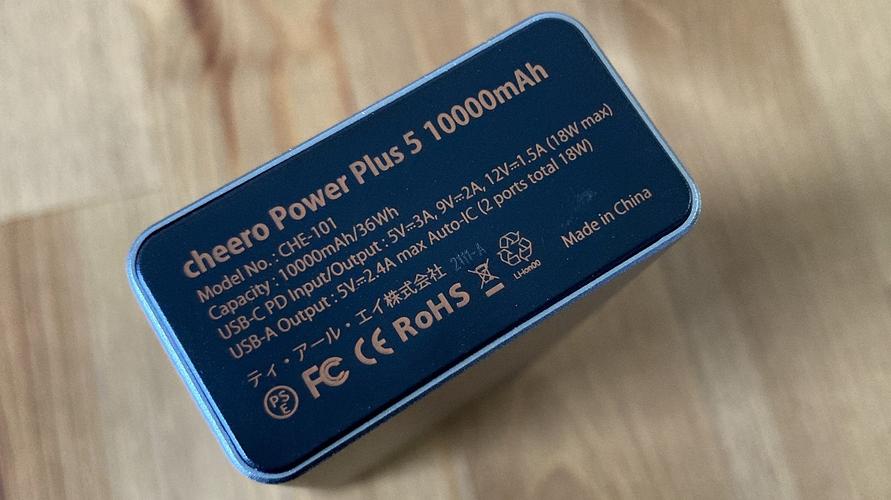 cheero Power Plus 5 10000mAh
Model No. : CHE-101
Capacity : 10000mAh/36Wh
USB-C PD Input/Output : 5V⎓3A, 9V⎓2A, 12V⎓1.5A (18W max)
USB-A Output : 5V⎓2.4A max Auto-IC (2 ports total 18W)
ティ・アール・エイ株式会社
Made in China
PSE FC CE RoHS Li-ion00